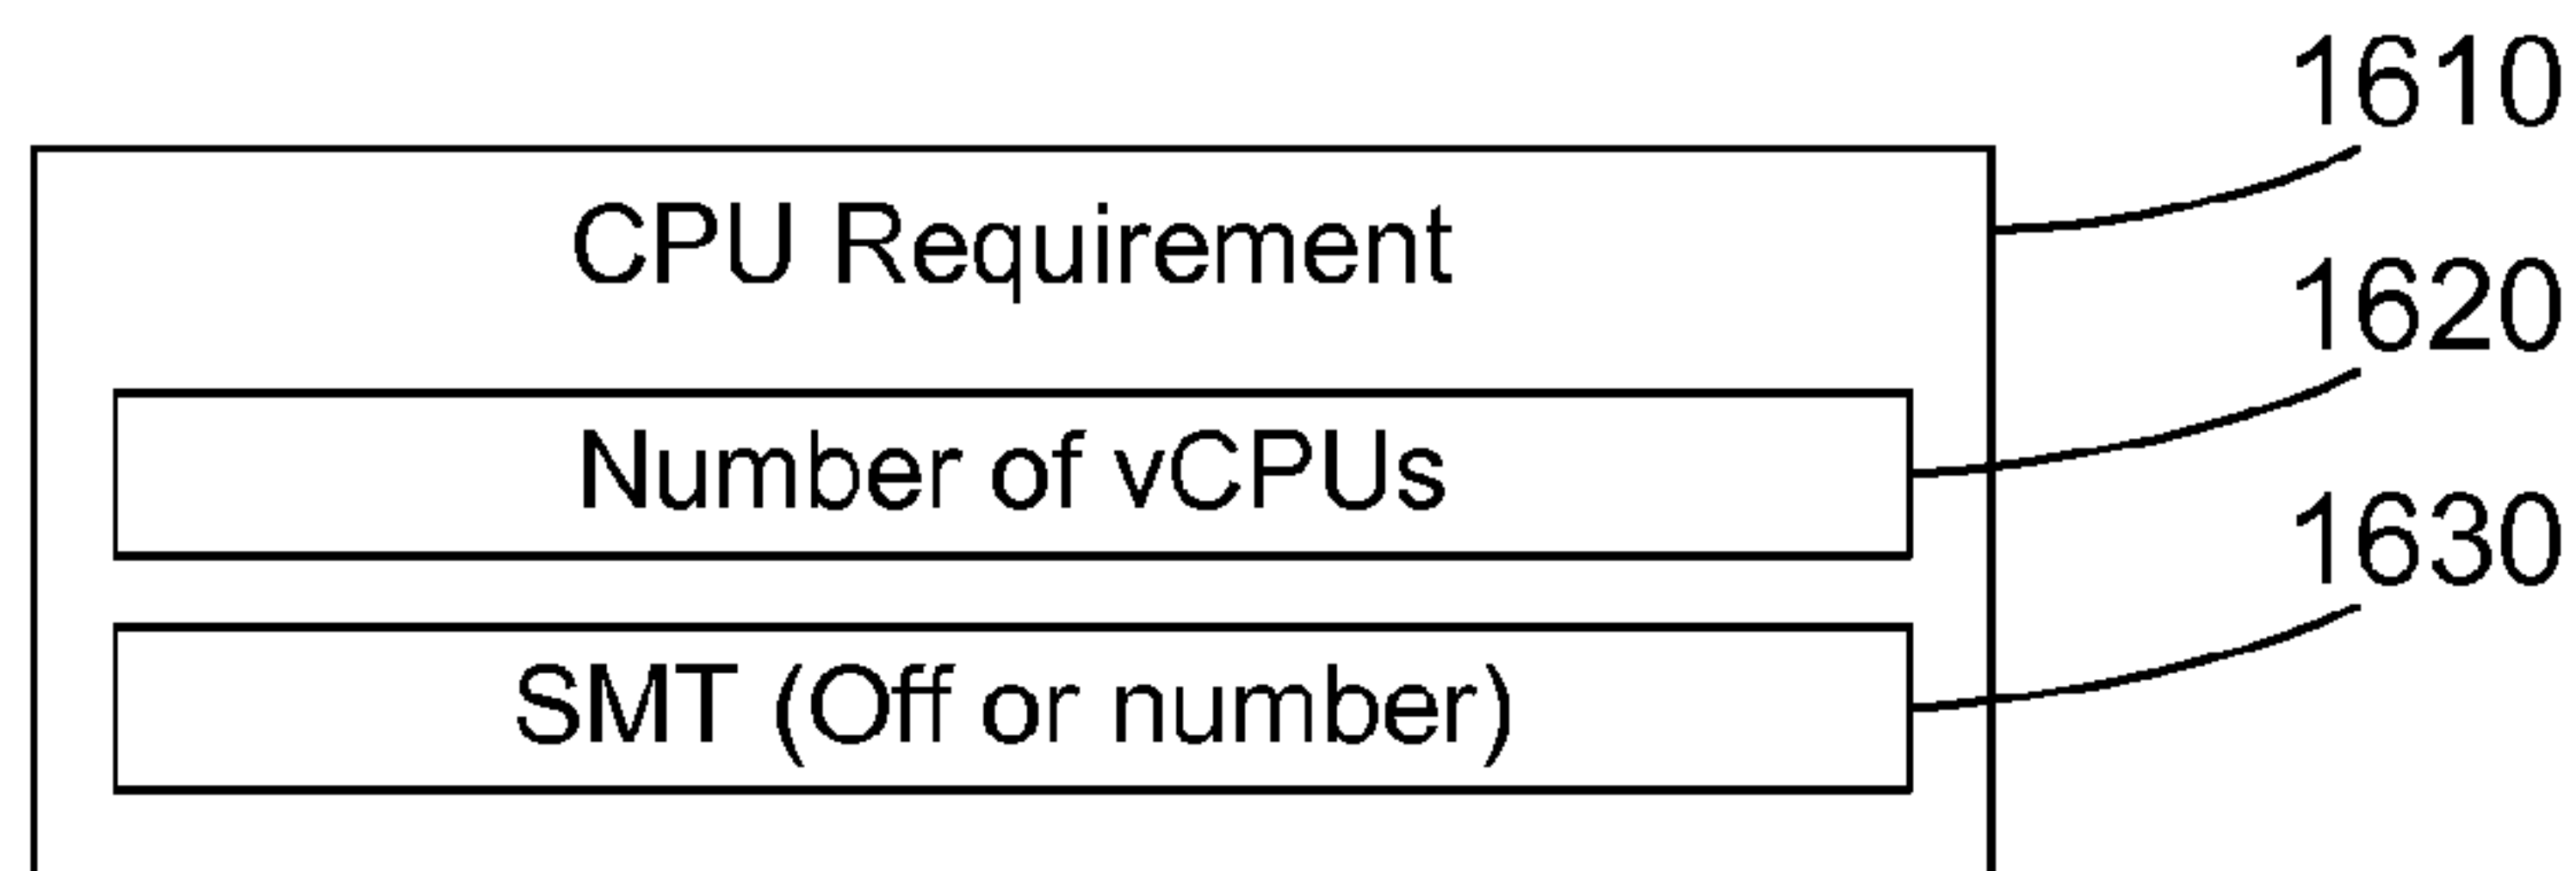 1610
CPU Requirement
1620
Number of vCPUs
1630
SMT (Off or number)